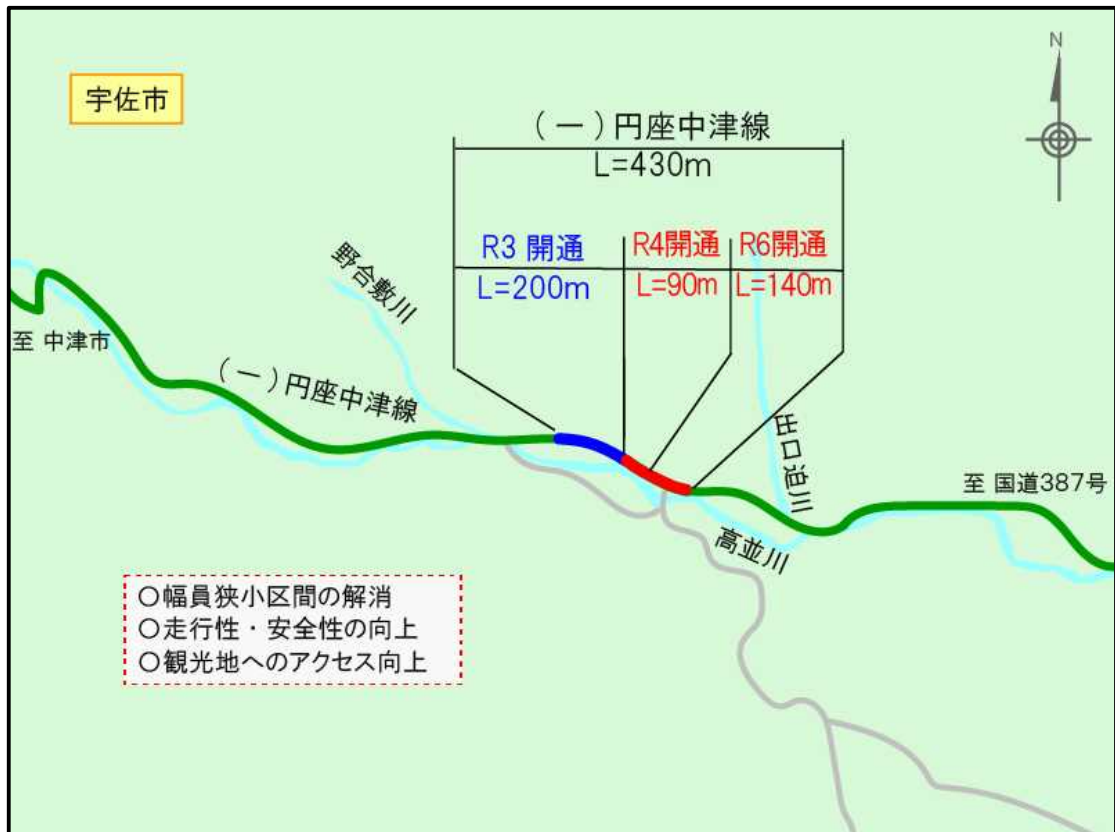 N
宇佐市
(一)円座中津線
L=430m
R3 開通
R4開通
R6開通
L=200m
L=90m
L=140m
野合敷川
至 中津市
(一)円座中津線
出口迫川
至 国道387号
高並川
○幅員狭小区間の解消
○走行性・安全性の向上
○観光地へのアクセス向上